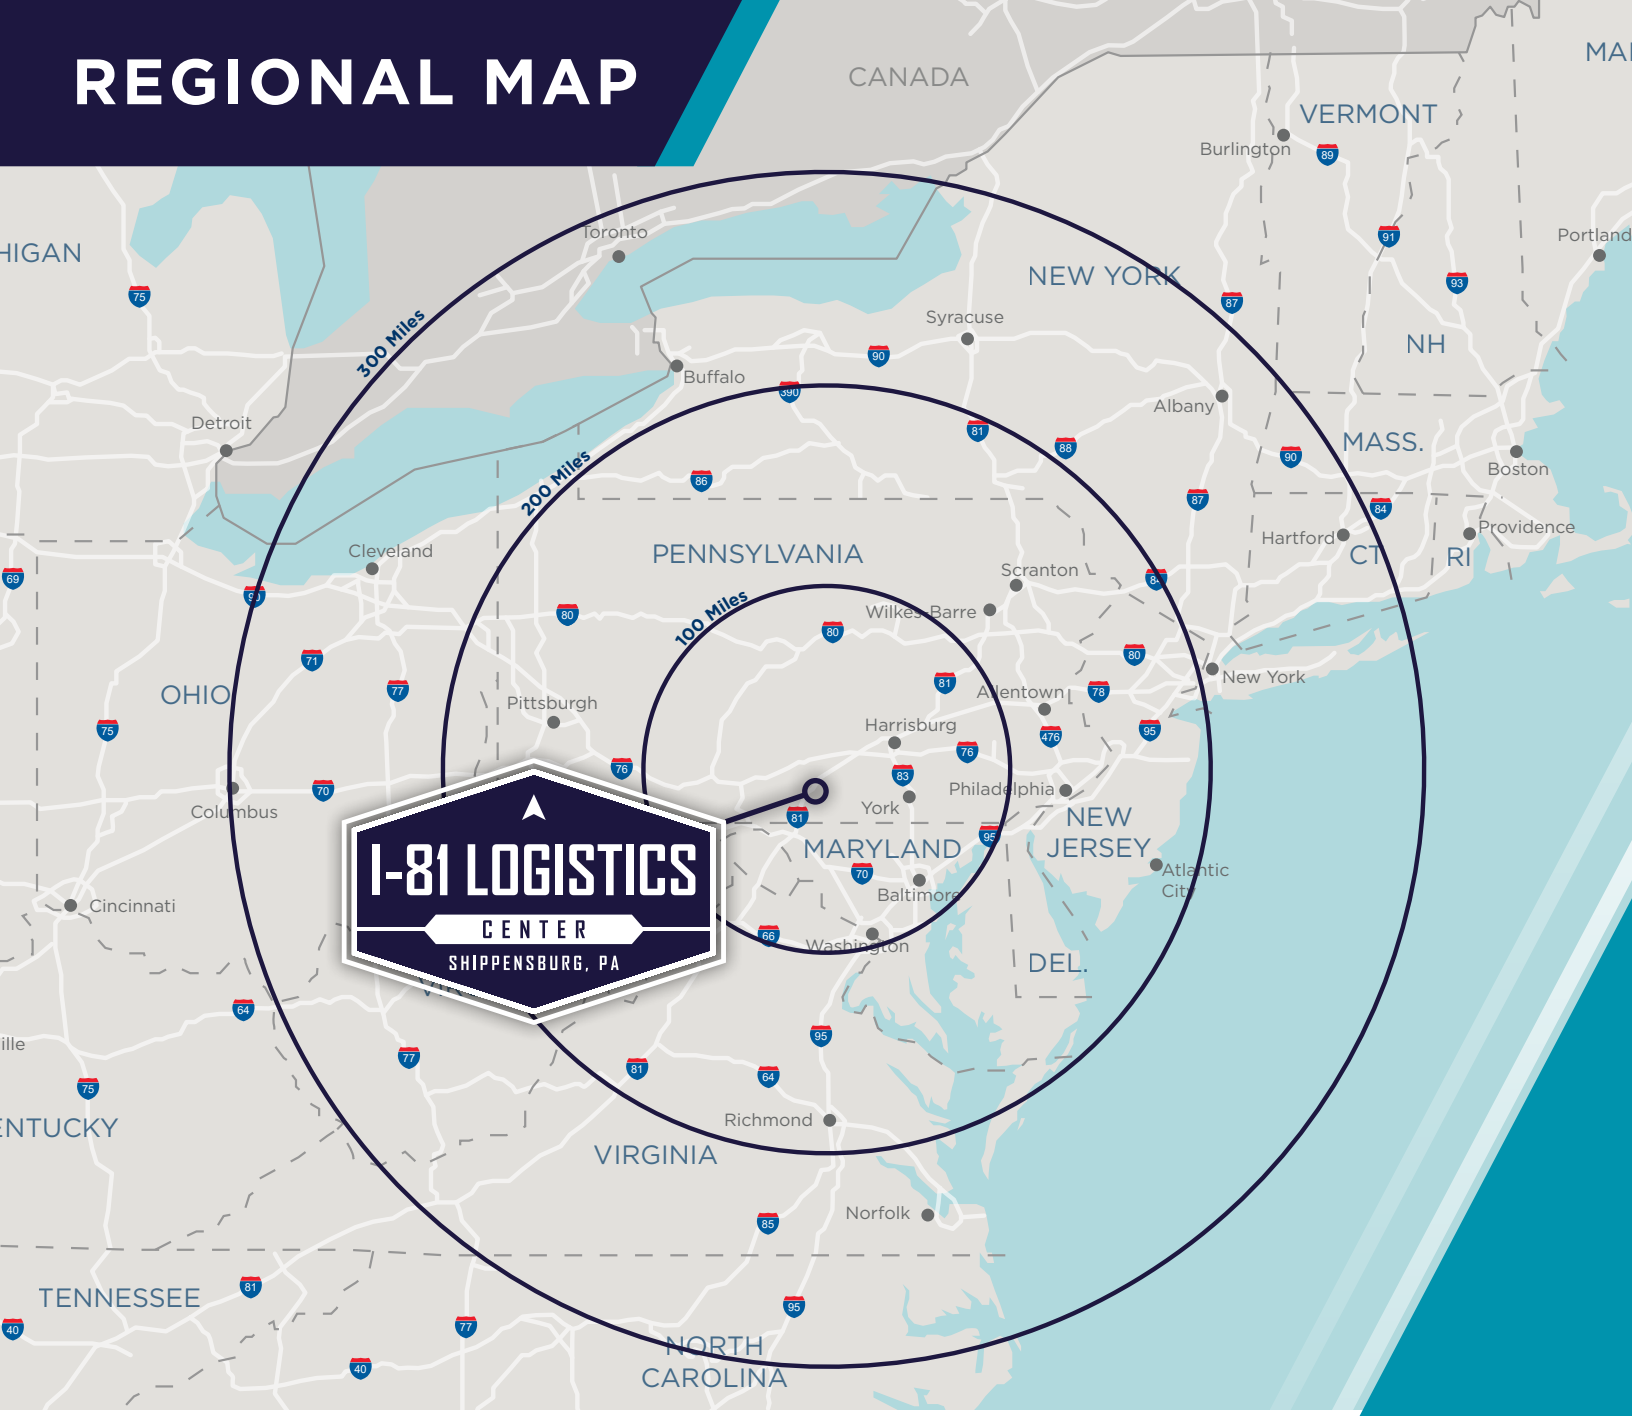 REGIONAL MAP
CANADA
MAI
VERMONT
Burlington
89
Toronto
91
Portland
HIGAN
75
NEW YORK
93
87
300 Miles
Syracuse
NH
90
Buffalo
390
Detroit
Albany
81
88
MASS.
90
Boston
200 Miles
86
87
84
Providence
Hartford
CT
RI
Cleveland
PENNSYLVANIA
69
90
Scranton
84
100 Miles
80
Wilkes-Barre
80
71
77
80
OHIO
81
Allentown
78
New York
75
Pittsburgh
Harrisburg
476
95
76
76
83
70
Columbus
York
Philadelphia
81
95
NEW
JERSEY
MARYLAND
70
Atlantic
City
Baltimore
I-81 LOGISTICS
CENTER
SHIPPENSBURG, PA
Cincinnati
66
Washington
DEL.
64
95
ille
77
81
64
75
ENTUCKY
Richmond
VIRGINIA
Norfolk
85
TENNESSEE
81
95
40
77
40
NORTH
CAROLINA